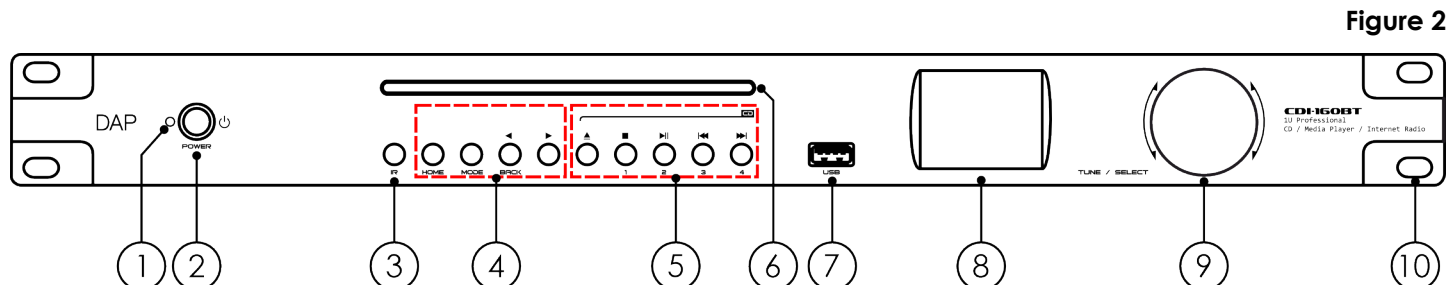 Figure 2
DAP
POWER
CD
IR HOME MODE BACK 1 2 3 4
USB
TUNE / SELECT
CDI-160BT
1U Professional
CD / Media Player / Internet Radio
1 2 3 4 5 6 7 8 9 10